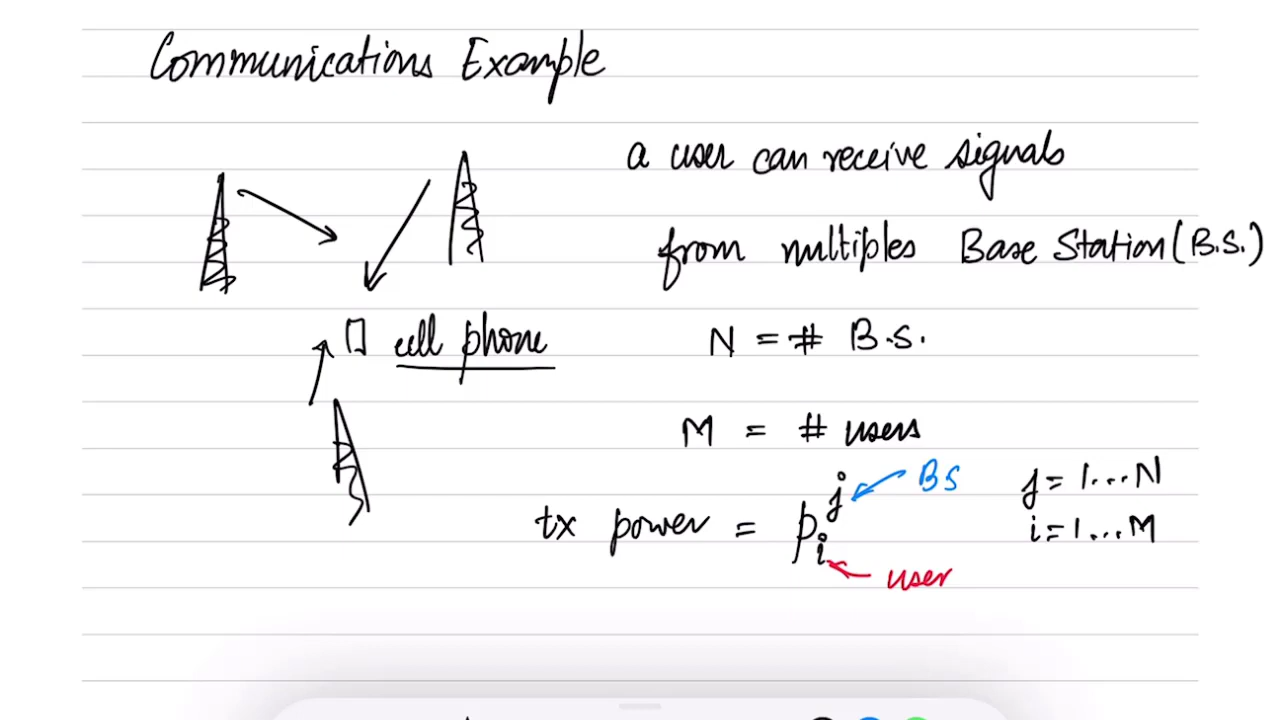 Communications Example
a user can receive signals
from multiples Base Station (B.S.)
cell phone
N = # B.S.
M = # users
tx power = p_i^j
BS
user
j = 1...N
i = 1...M